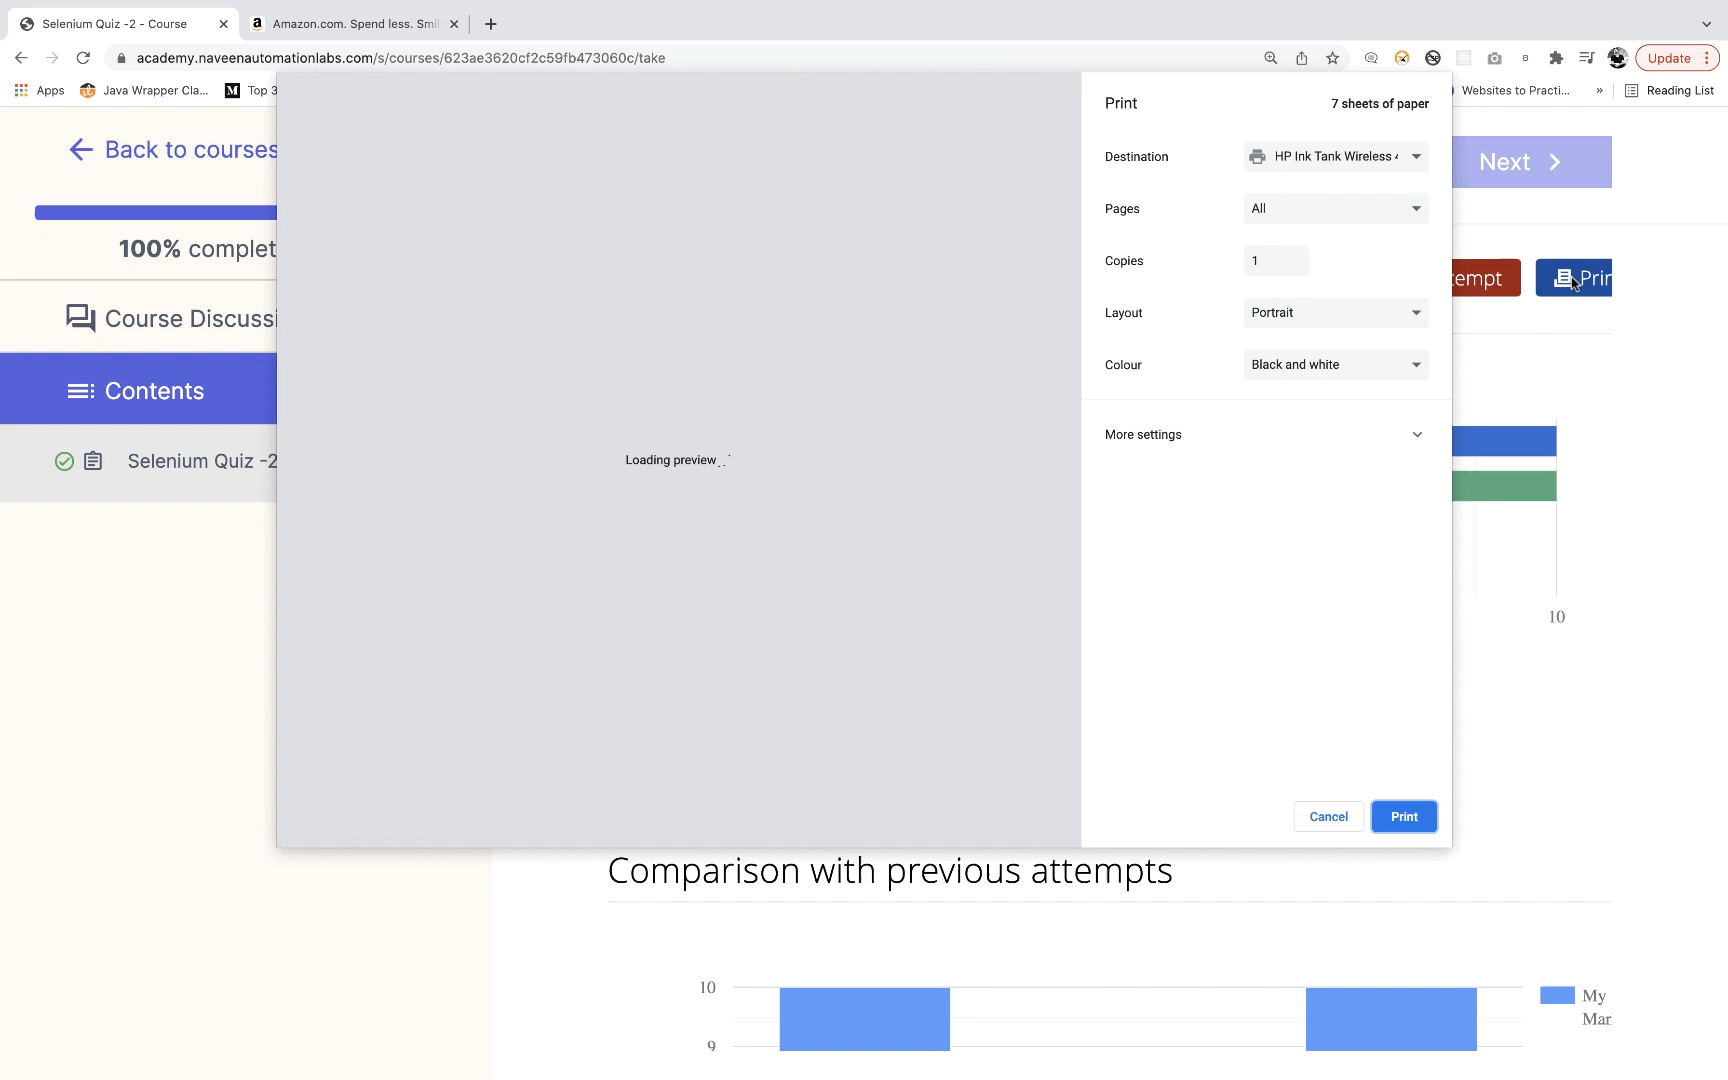 Selenium Quiz -2 - Course
Amazon.com. Spend less. Smil
academy.naveenautomationlabs.com/s/courses/623ae3620cf2c59fb473060c/take
Update
Apps
Java Wrapper Cla...
Top 3
Websites to Practi...
»
Reading List
Back to courses
100% complet
Course Discussi
Contents
Selenium Quiz -2
Loading preview
Print
7 sheets of paper
Destination
HP Ink Tank Wireless 4
Pages
All
Copies
1
Layout
Portrait
Colour
Black and white
More settings
Cancel
Print
Next
tempt
Prin
10
Comparison with previous attempts
10
9
My
Mar